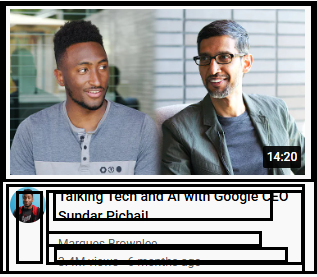 14:20
Talking Tech and AI with Google CEO
Sundar Pichai!
Marques Brownlee
3.4M views · 6 months ago